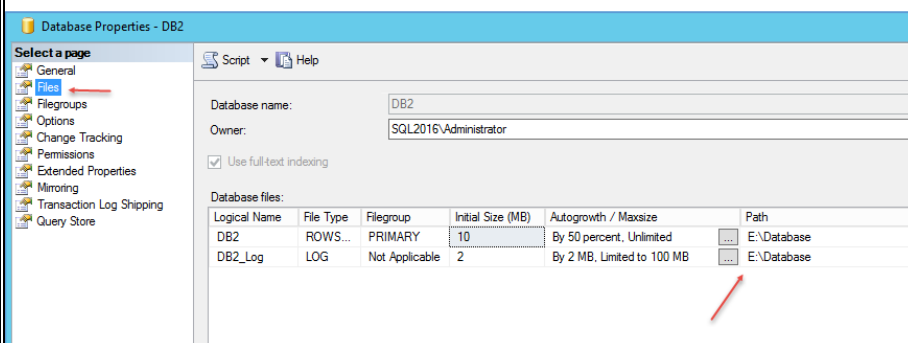 Database Properties - DB2
Select a page
General
Files
Filegroups
Options
Change Tracking
Permissions
Extended Properties
Mirroring
Transaction Log Shipping
Query Store
Script Help
Database name: DB2
Owner: SQL2016\Administrator
Use full-text indexing
Database files:
Logical Name File Type Filegroup Initial Size (MB) Autogrowth / Maxsize Path
DB2 ROWS... PRIMARY 10 By 50 percent, Unlimited ... E:\Database
DB2_Log LOG Not Applicable 2 By 2 MB, Limited to 100 MB ... E:\Database